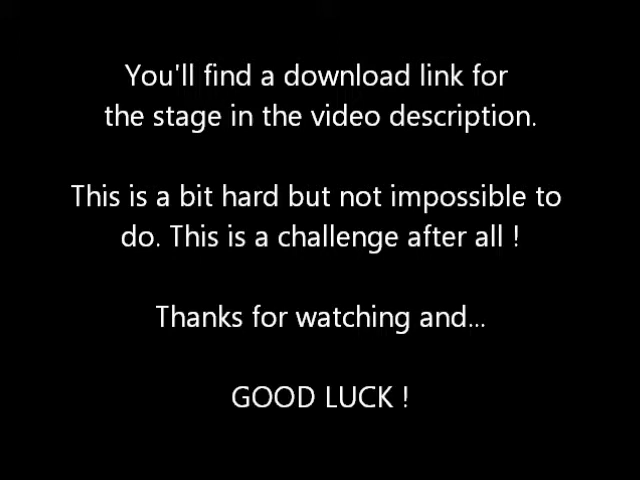 You'll find a download link for
the stage in the video description.
This is a bit hard but not impossible to
do. This is a challenge after all !
Thanks for watching and...
GOOD LUCK !